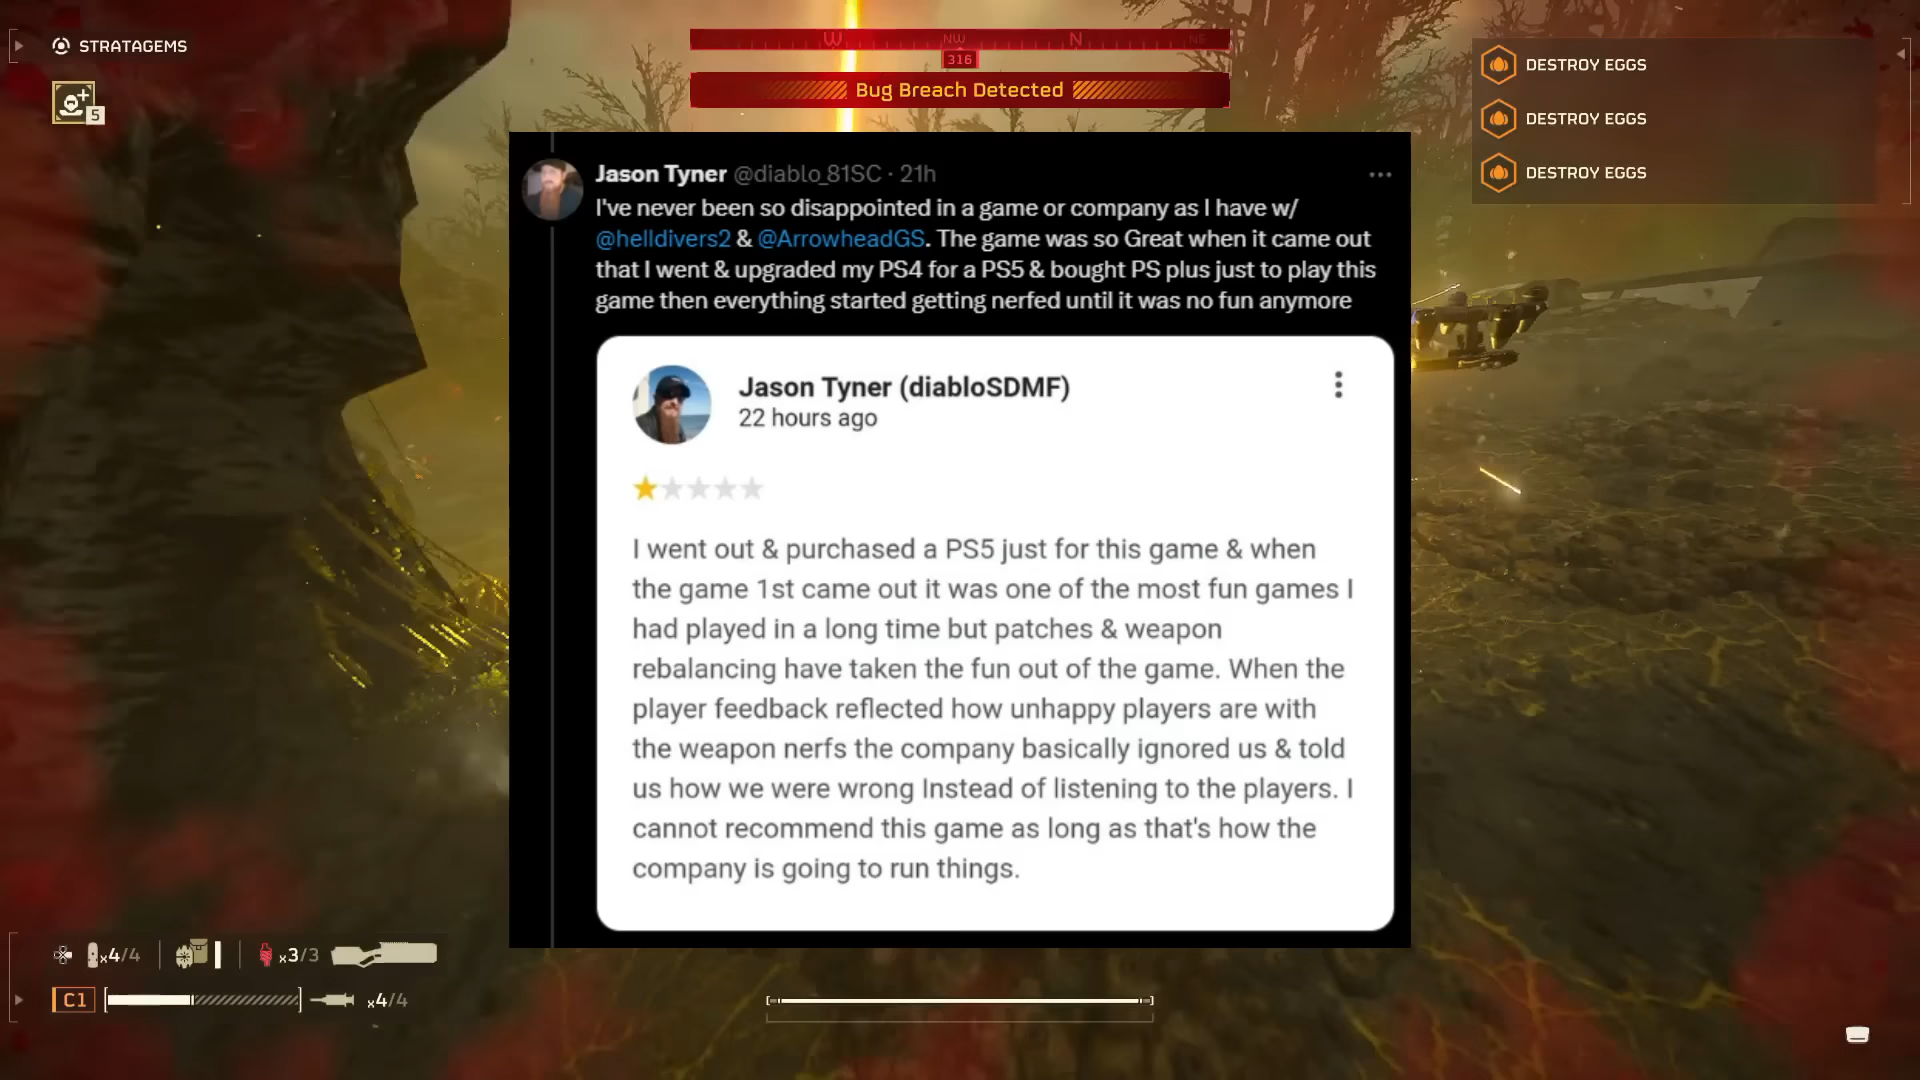 STRATAGEMS
5
W NW N NE
316
Bug Breach Detected
DESTROY EGGS
DESTROY EGGS
DESTROY EGGS
Jason Tyner @diablo_81SC · 21h
I've never been so disappointed in a game or company as I have w/
@helldivers2 & @ArrowheadGS. The game was so Great when it came out
that I went & upgraded my PS4 for a PS5 & bought PS plus just to play this
game then everything started getting nerfed until it was no fun anymore
Jason Tyner (diabloSDMF)
22 hours ago
I went out & purchased a PS5 just for this game & when
the game 1st came out it was one of the most fun games I
had played in a long time but patches & weapon
rebalancing have taken the fun out of the game. When the
player feedback reflected how unhappy players are with
the weapon nerfs the company basically ignored us & told
us how we were wrong Instead of listening to the players. I
cannot recommend this game as long as that's how the
company is going to run things.
x4/4 x3/3
C1 x4/4